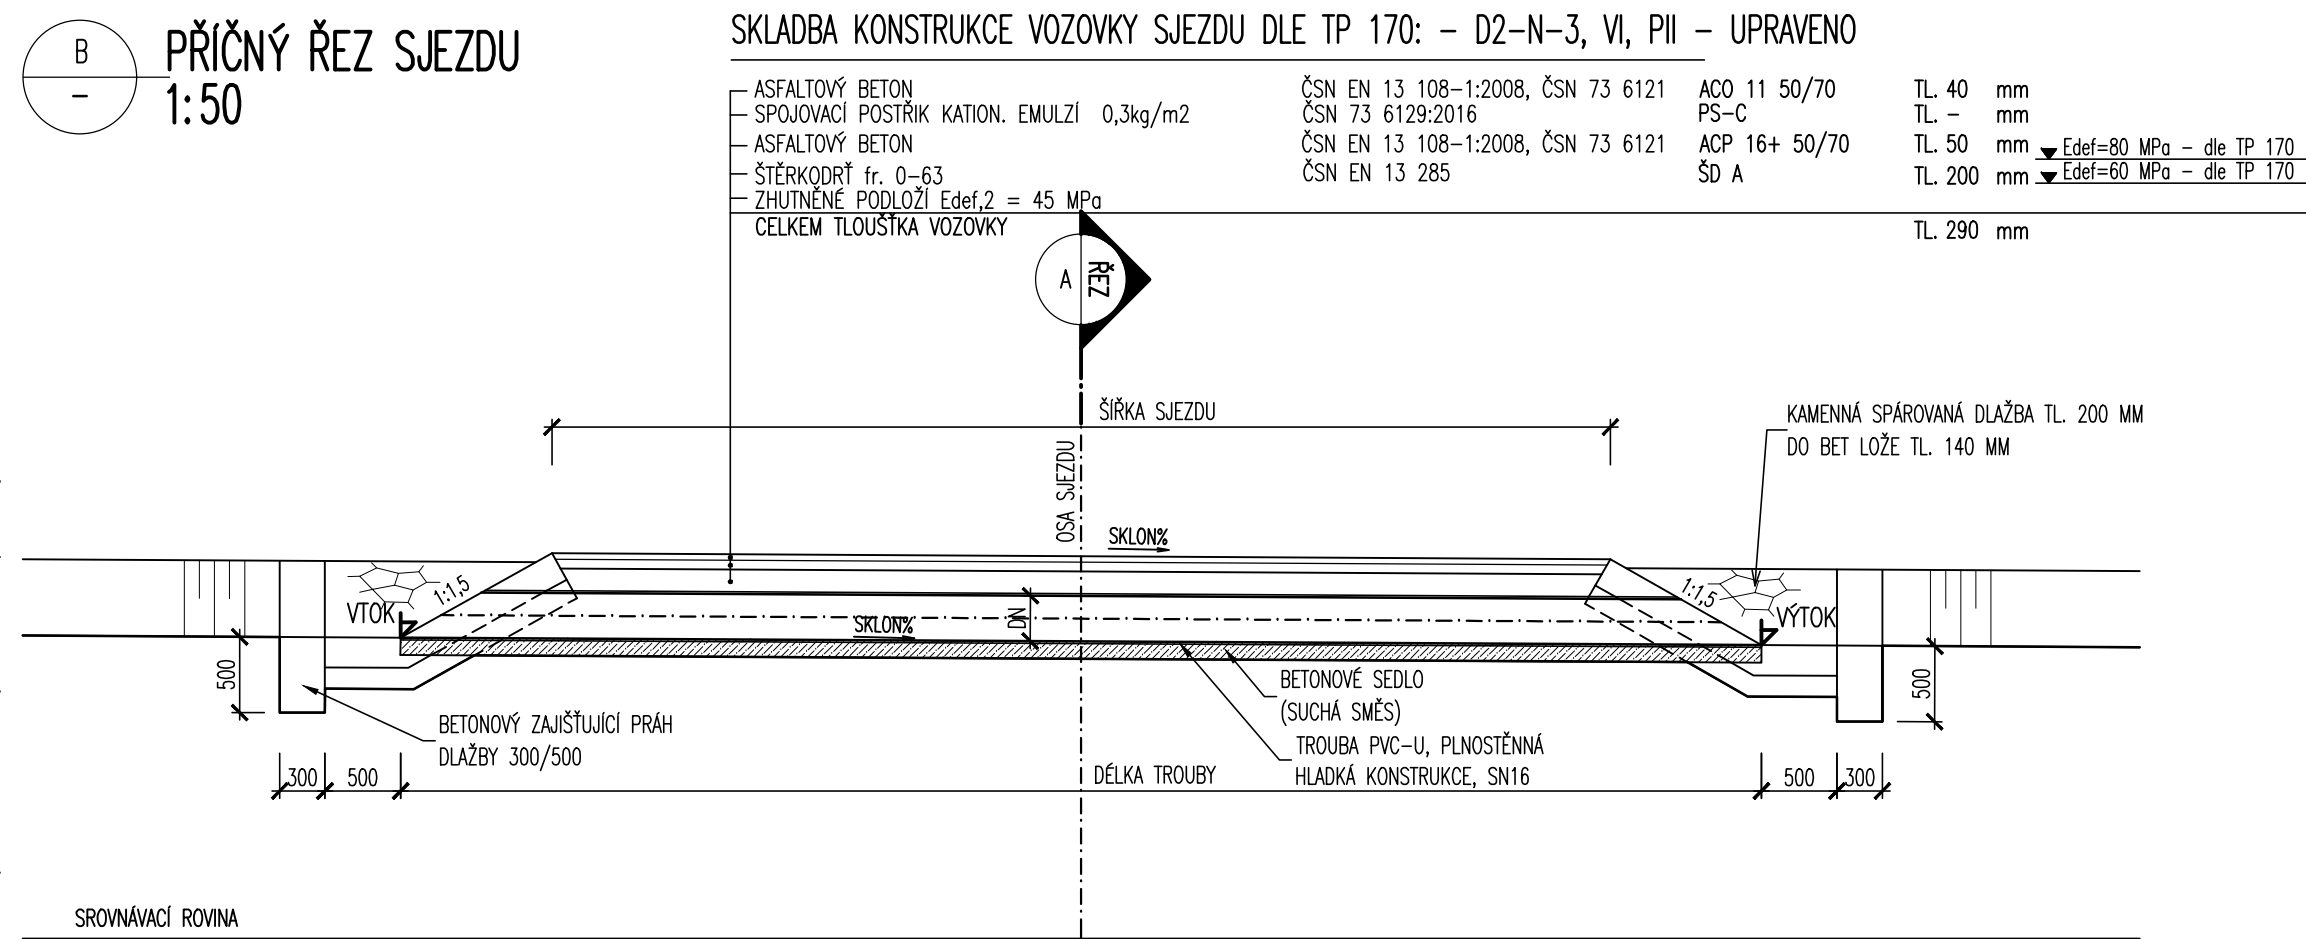 B
–
PŘÍČNÝ ŘEZ SJEZDU
1:50
SKLADBA KONSTRUKCE VOZOVKY SJEZDU DLE TP 170: – D2–N–3, VI, PII – UPRAVENO
ASFALTOVÝ BETON ČSN EN 13 108–1:2008, ČSN 73 6121 ACO 11 50/70 TL. 40 mm
SPOJOVACÍ POSTŘIK KATION. EMULZÍ 0,3kg/m2 ČSN 73 6129:2016 PS–C TL. – mm
ASFALTOVÝ BETON ČSN EN 13 108–1:2008, ČSN 73 6121 ACP 16+ 50/70 TL. 50 mm Edef=80 MPa – dle TP 170
ŠTĚRKODRŤ fr. 0–63 ČSN EN 13 285 ŠD A TL. 200 mm Edef=60 MPa – dle TP 170
ZHUTNĚNÉ PODLOŽÍ Edef,2 = 45 MPa
CELKEM TLOUŠŤKA VOZOVKY TL. 290 mm
A
ŘEZ
ŠÍŘKA SJEZDU
OSA SJEZDU
KAMENNÁ SPÁROVANÁ DLAŽBA TL. 200 MM
DO BET LOŽE TL. 140 MM
SKLON%
1:1,5
1:1,5
VTOK
DN
SKLON%
VÝTOK
500
500
BETONOVÉ SEDLO
(SUCHÁ SMĚS)
BETONOVÝ ZAJIŠŤUJÍCÍ PRÁH
DLAŽBY 300/500
TROUBA PVC–U, PLNOSTĚNNÁ
HLADKÁ KONSTRUKCE, SN16
300
500
DÉLKA TROUBY
500
300
SROVNÁVACÍ ROVINA